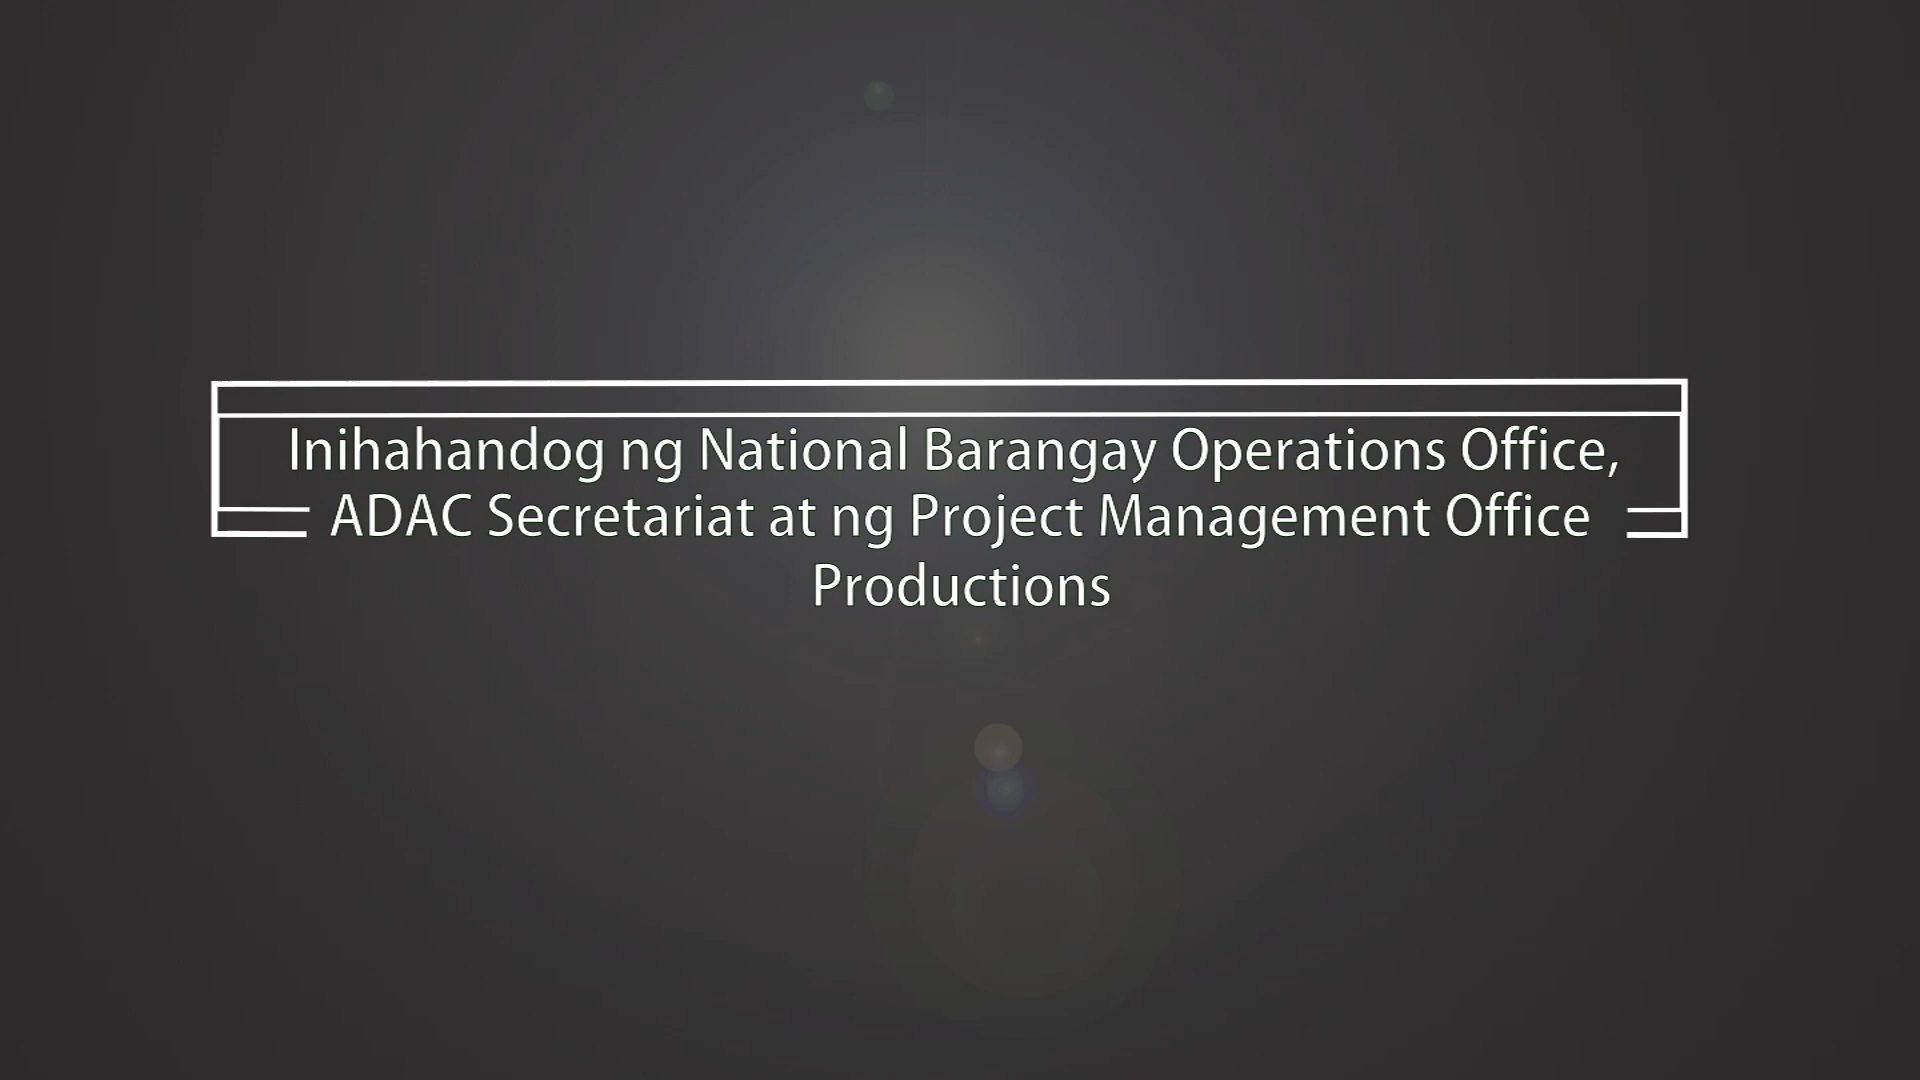 Inihahandog ng National Barangay Operations Office,
ADAC Secretariat at ng Project Management Office
Productions